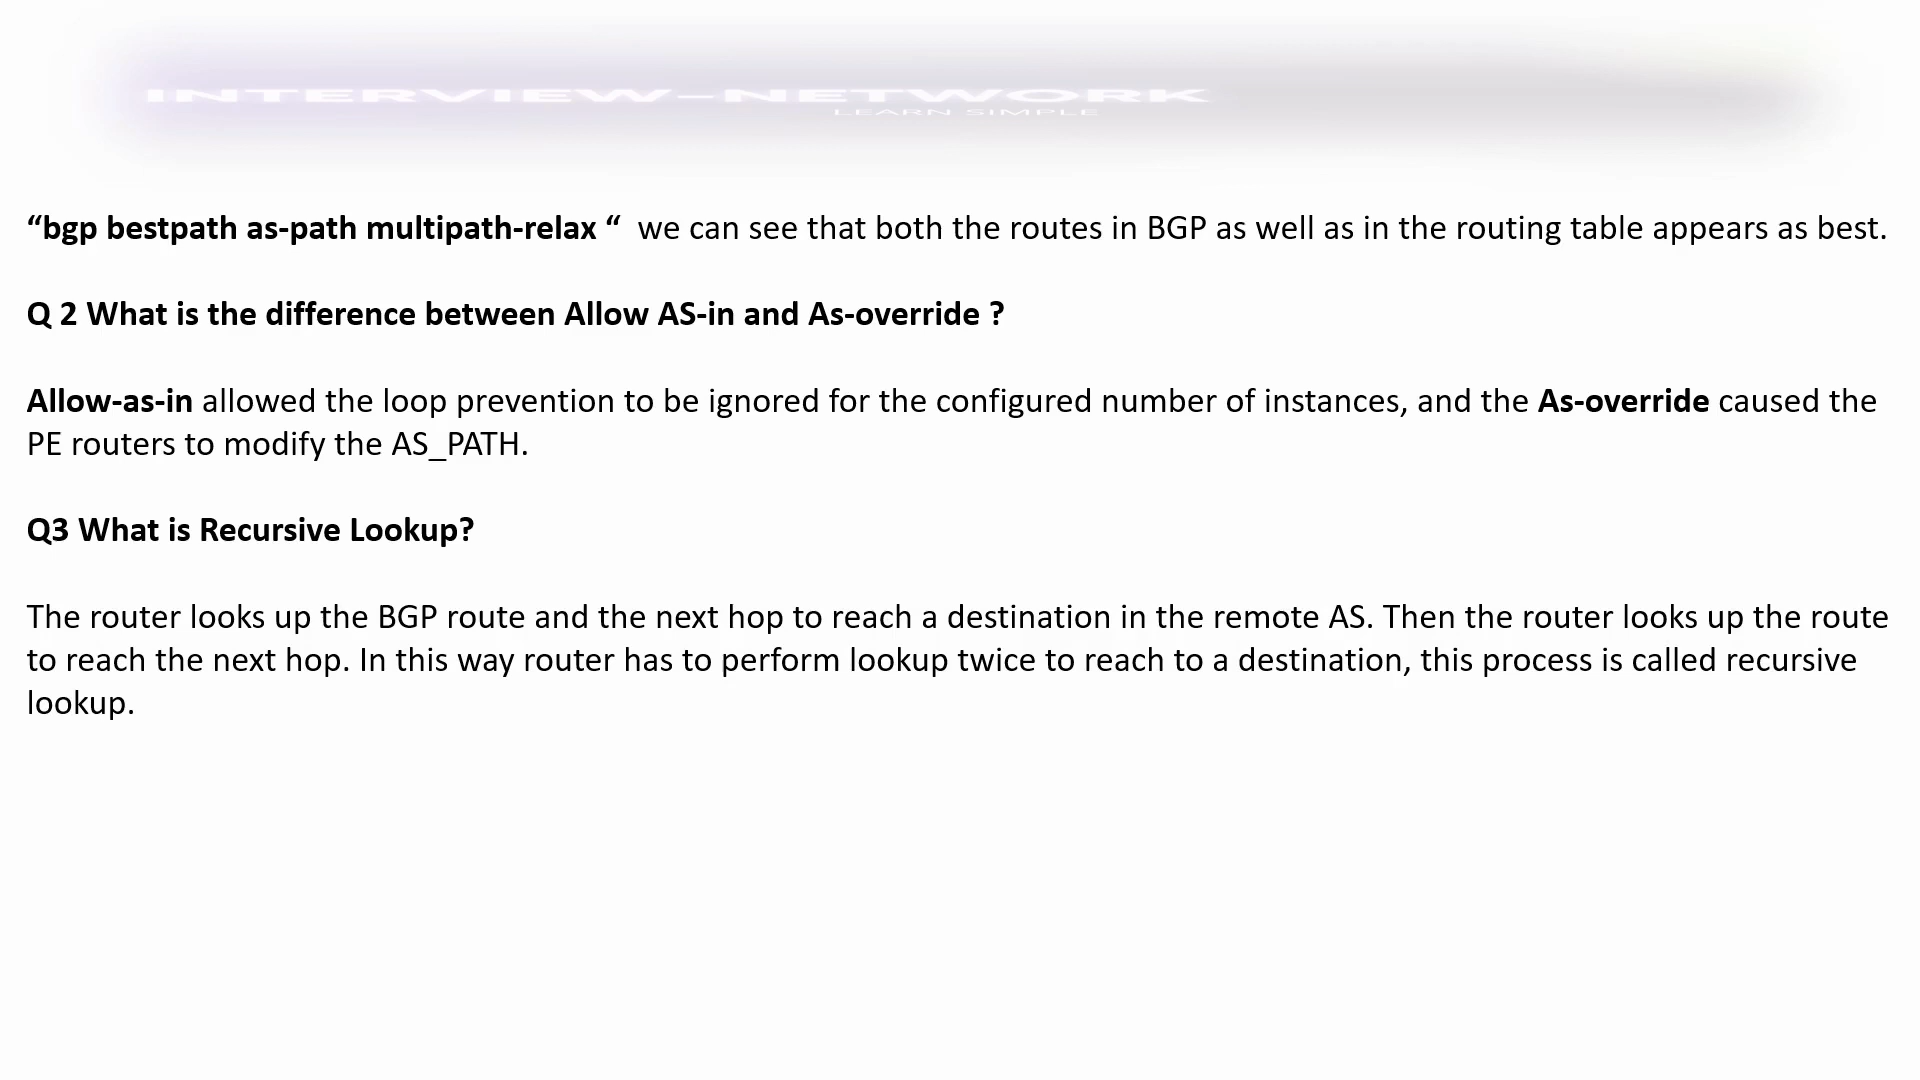 INTERVIEW-NETWORK
LEARN SIMPLE
“bgp bestpath as-path multipath-relax “  we can see that both the routes in BGP as well as in the routing table appears as best.
Q 2 What is the difference between Allow AS-in and As-override ?
Allow-as-in allowed the loop prevention to be ignored for the configured number of instances, and the As-override caused the
PE routers to modify the AS_PATH.
Q3 What is Recursive Lookup?
The router looks up the BGP route and the next hop to reach a destination in the remote AS. Then the router looks up the route
to reach the next hop. In this way router has to perform lookup twice to reach to a destination, this process is called recursive
lookup.